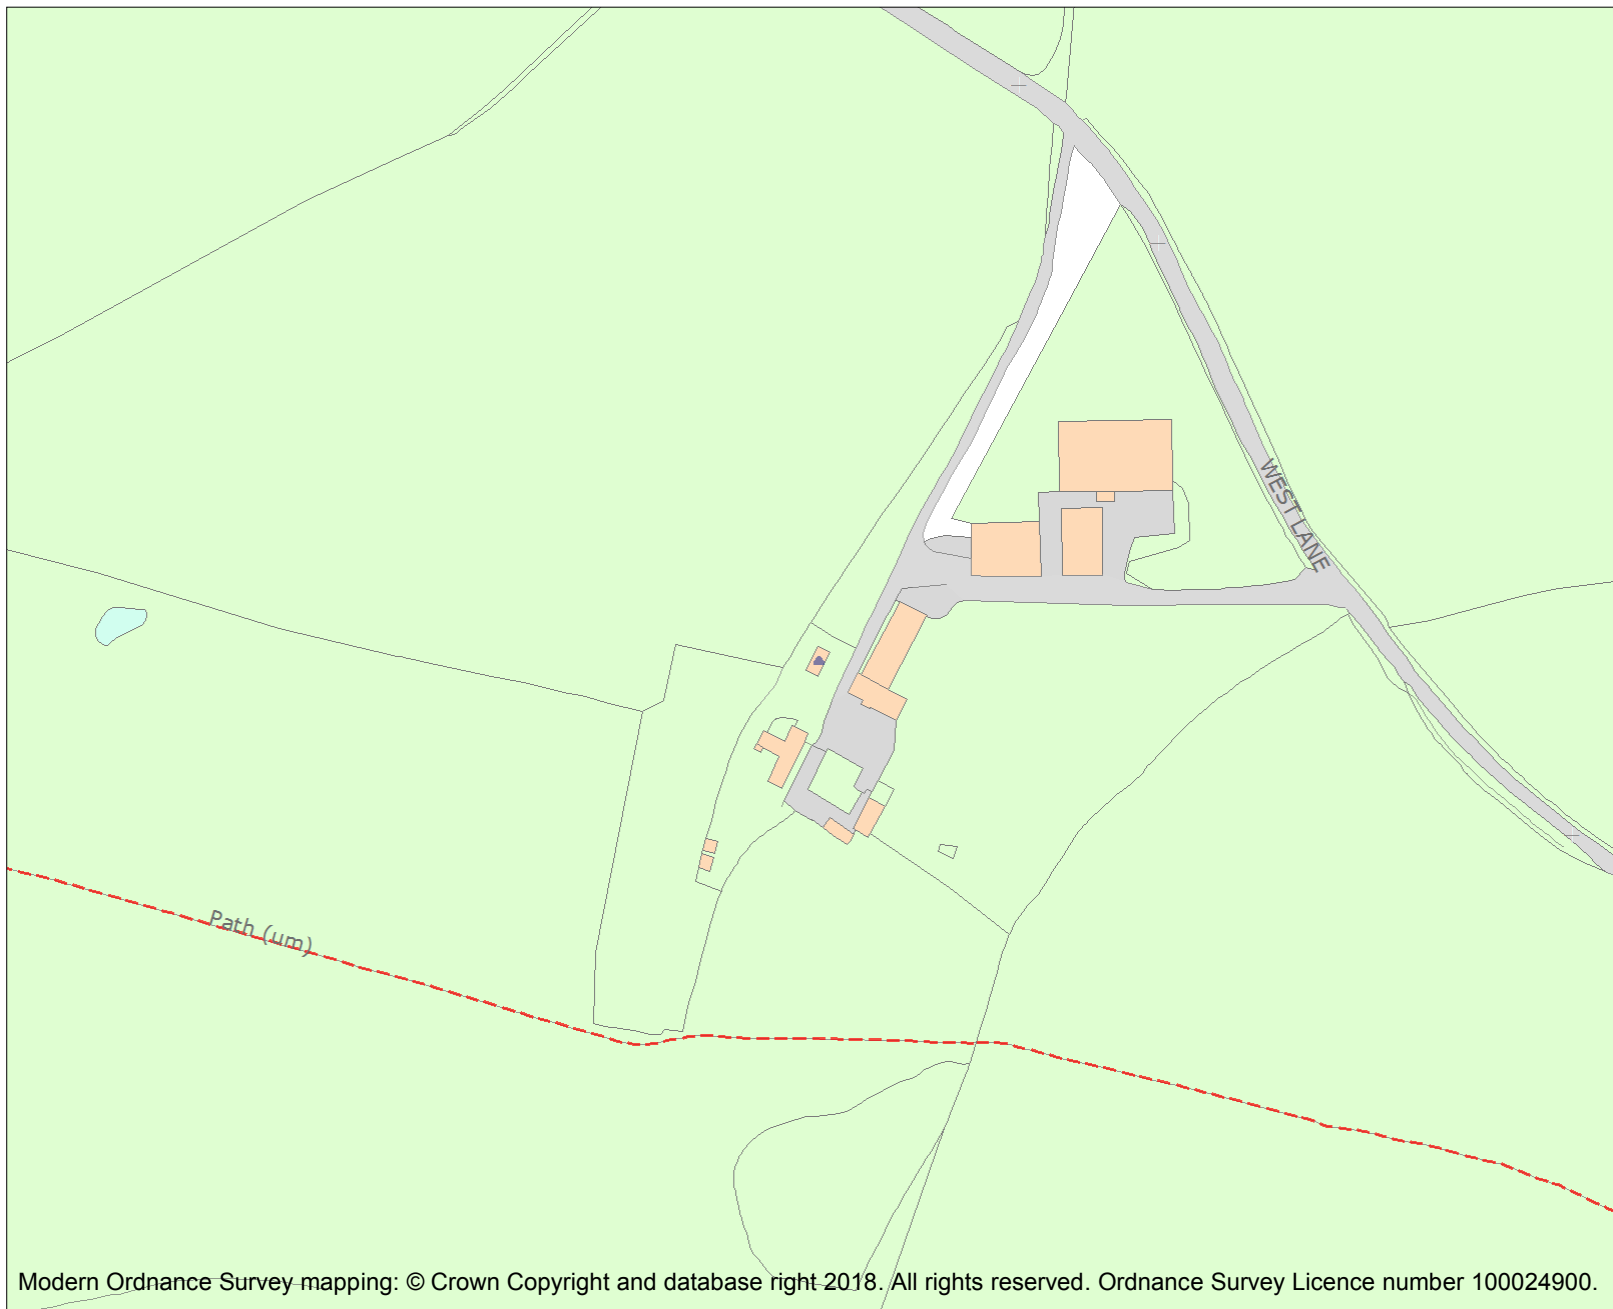 WEST LANE
Path (um)
Modern Ordnance Survey mapping: © Crown Copyright and database right 2018. All rights reserved. Ordnance Survey Licence number 100024900.